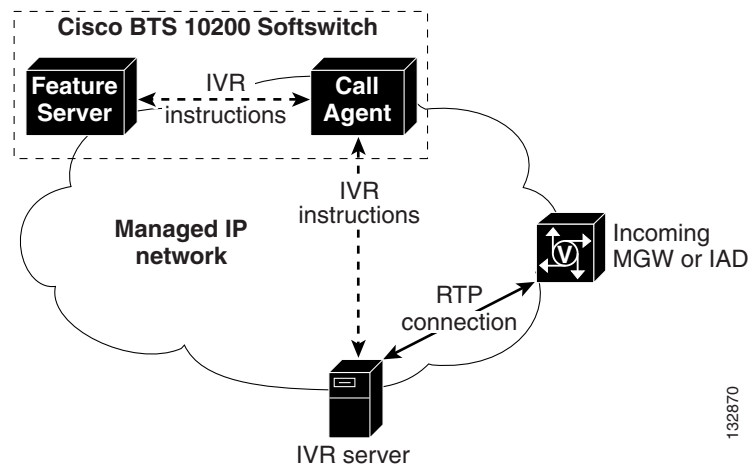 Cisco BTS 10200 Softswitch
Feature
Server
IVR
instructions
Call
Agent
IVR
instructions
Managed IP
network
V
Incoming
MGW or IAD
RTP
connection
IVR server
132870